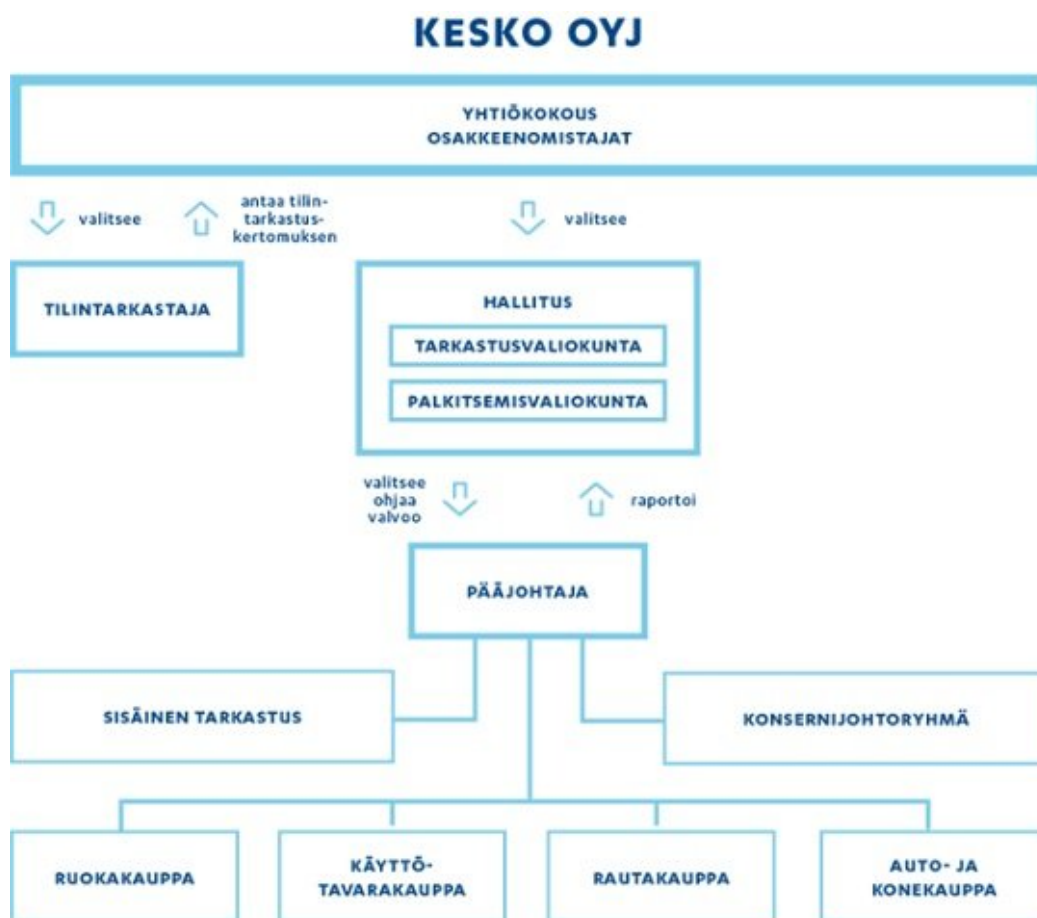 KESKO OYJ
YHTIÖKOKOUS
OSAKKEENOMISTAJAT
valitsee
antaa tilin-
tarkastus-
kertomuksen
valitsee
TILINTARKASTAJA
HALLITUS
TARKASTUSVALIOKUNTA
PALKITSEMISVALIOKUNTA
valitsee
ohjaa
valvoo
raportoi
PÄÄJOHTAJA
SISÄINEN TARKASTUS
KONSERNIJOHTORYHMÄ
RUOKAKAUPPA
KÄYTTÖ-
TAVARAKAUPPA
RAUTAKAUPPA
AUTO- JA
KONEKAUPPA